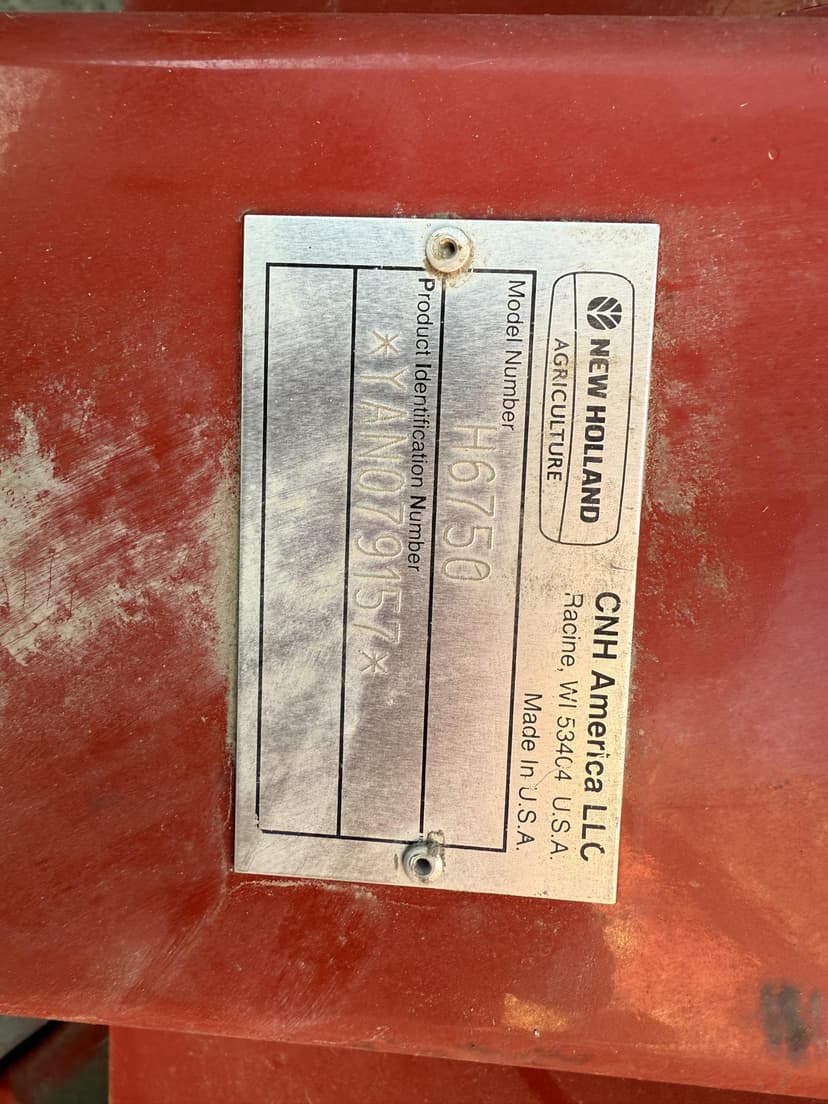 NEW HOLLAND
AGRICULTURE
CNH America LLC
Racine, WI 53404 U.S.A.
Made In U.S.A.
Model Number
H6750
Product Identification Number
*YAN079157*